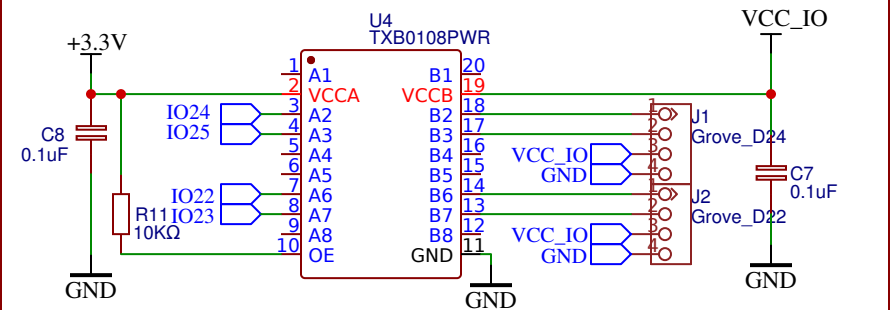 U4
TXB0108PWR
+3.3V
VCC_IO
1 A1 B1 20
2 VCCA VCCB 19
IO24 3 A2 B2 18 1 J1
IO25 4 A3 B3 17 2 Grove_D24
C8 0.1uF
5 A4 B4 16 VCC_IO 3
6 A5 B5 15 GND 4
C7 0.1uF
IO22 7 A6 B6 14 1 J2
IO23 8 A7 B7 13 2 Grove_D22
R11 10KΩ
9 A8 B8 12 VCC_IO 3
10 OE GND 11 GND 4
GND GND GND